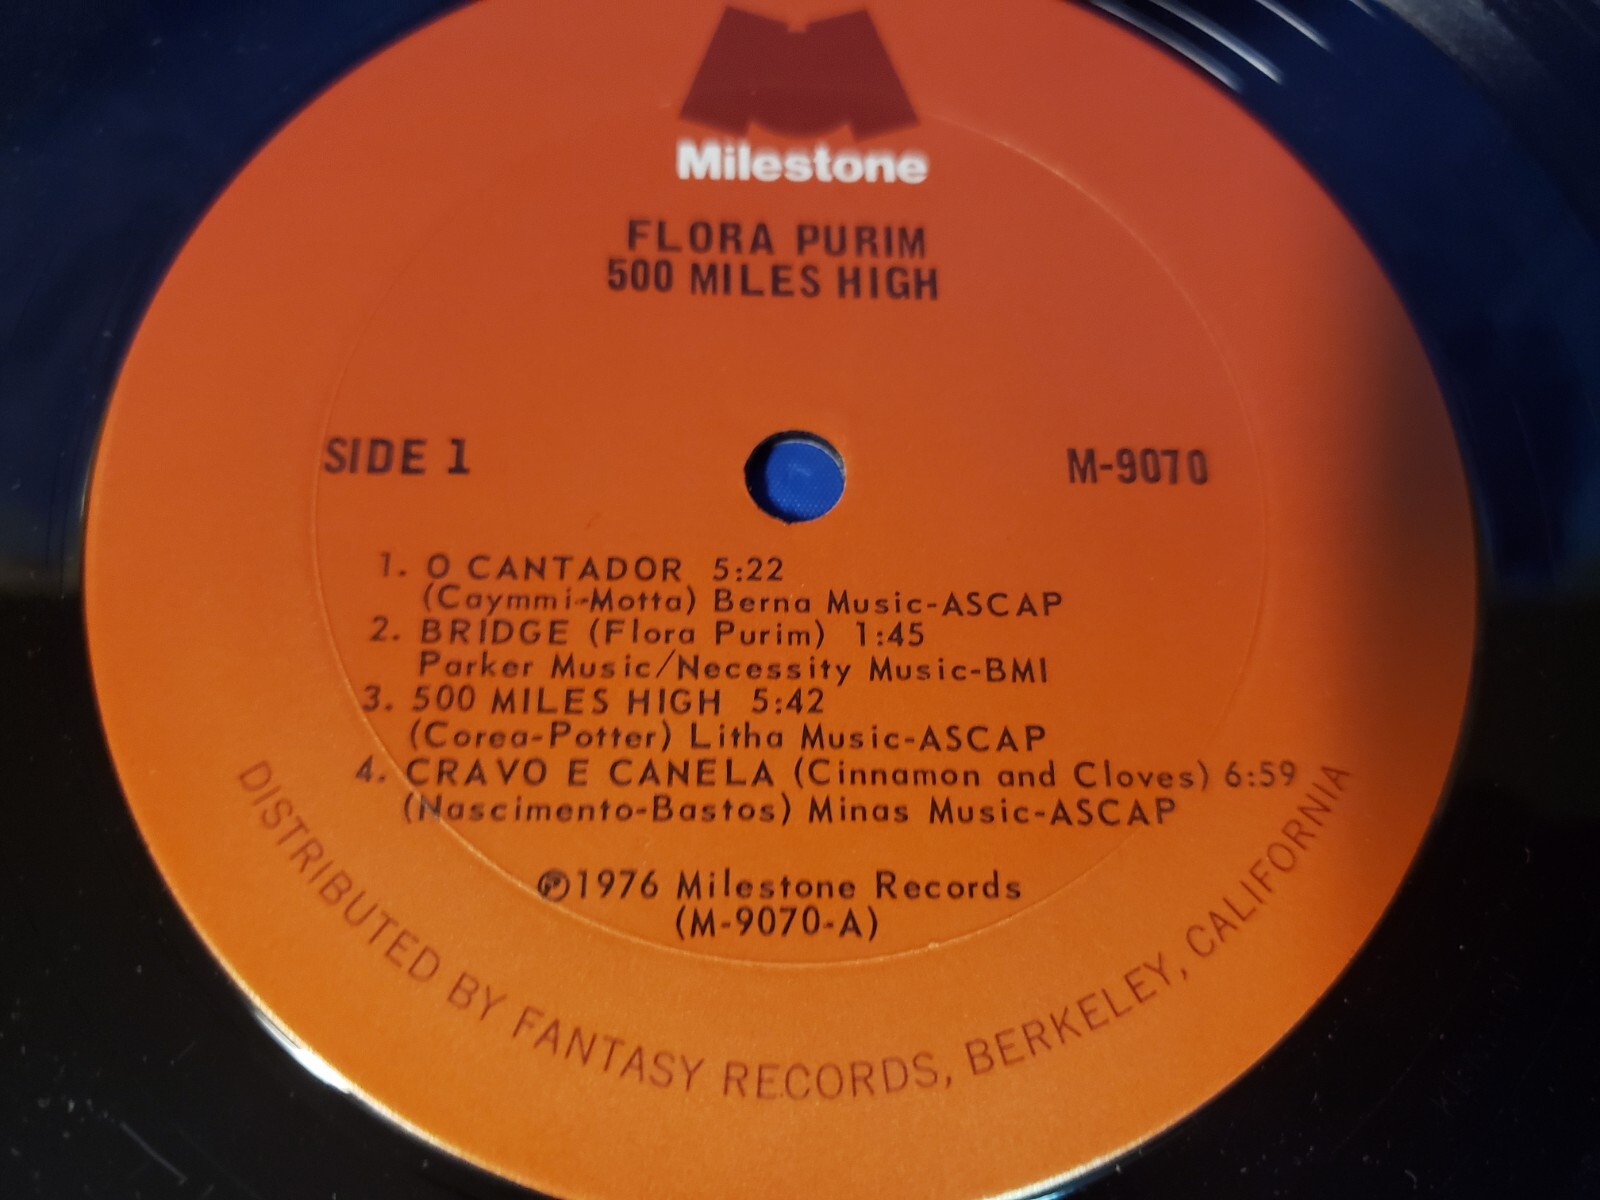 Milestone
FLORA PURIM
500 MILES HIGH
SIDE 1
M-9070
1. O CANTADOR 5:22
(Caymmi-Motta) Berna Music-ASCAP
2. BRIDGE (Flora Purim) 1:45
Parker Music/Necessity Music-BMI
3. 500 MILES HIGH 5:42
(Corea-Potter) Litha Music-ASCAP
4. CRAVO E CANELA (Cinnamon and Cloves) 6:59
(Nascimento-Bastos) Minas Music-ASCAP
℗1976 Milestone Records
(M-9070-A)
DISTRIBUTED BY FANTASY RECORDS, BERKELEY, CALIFORNIA